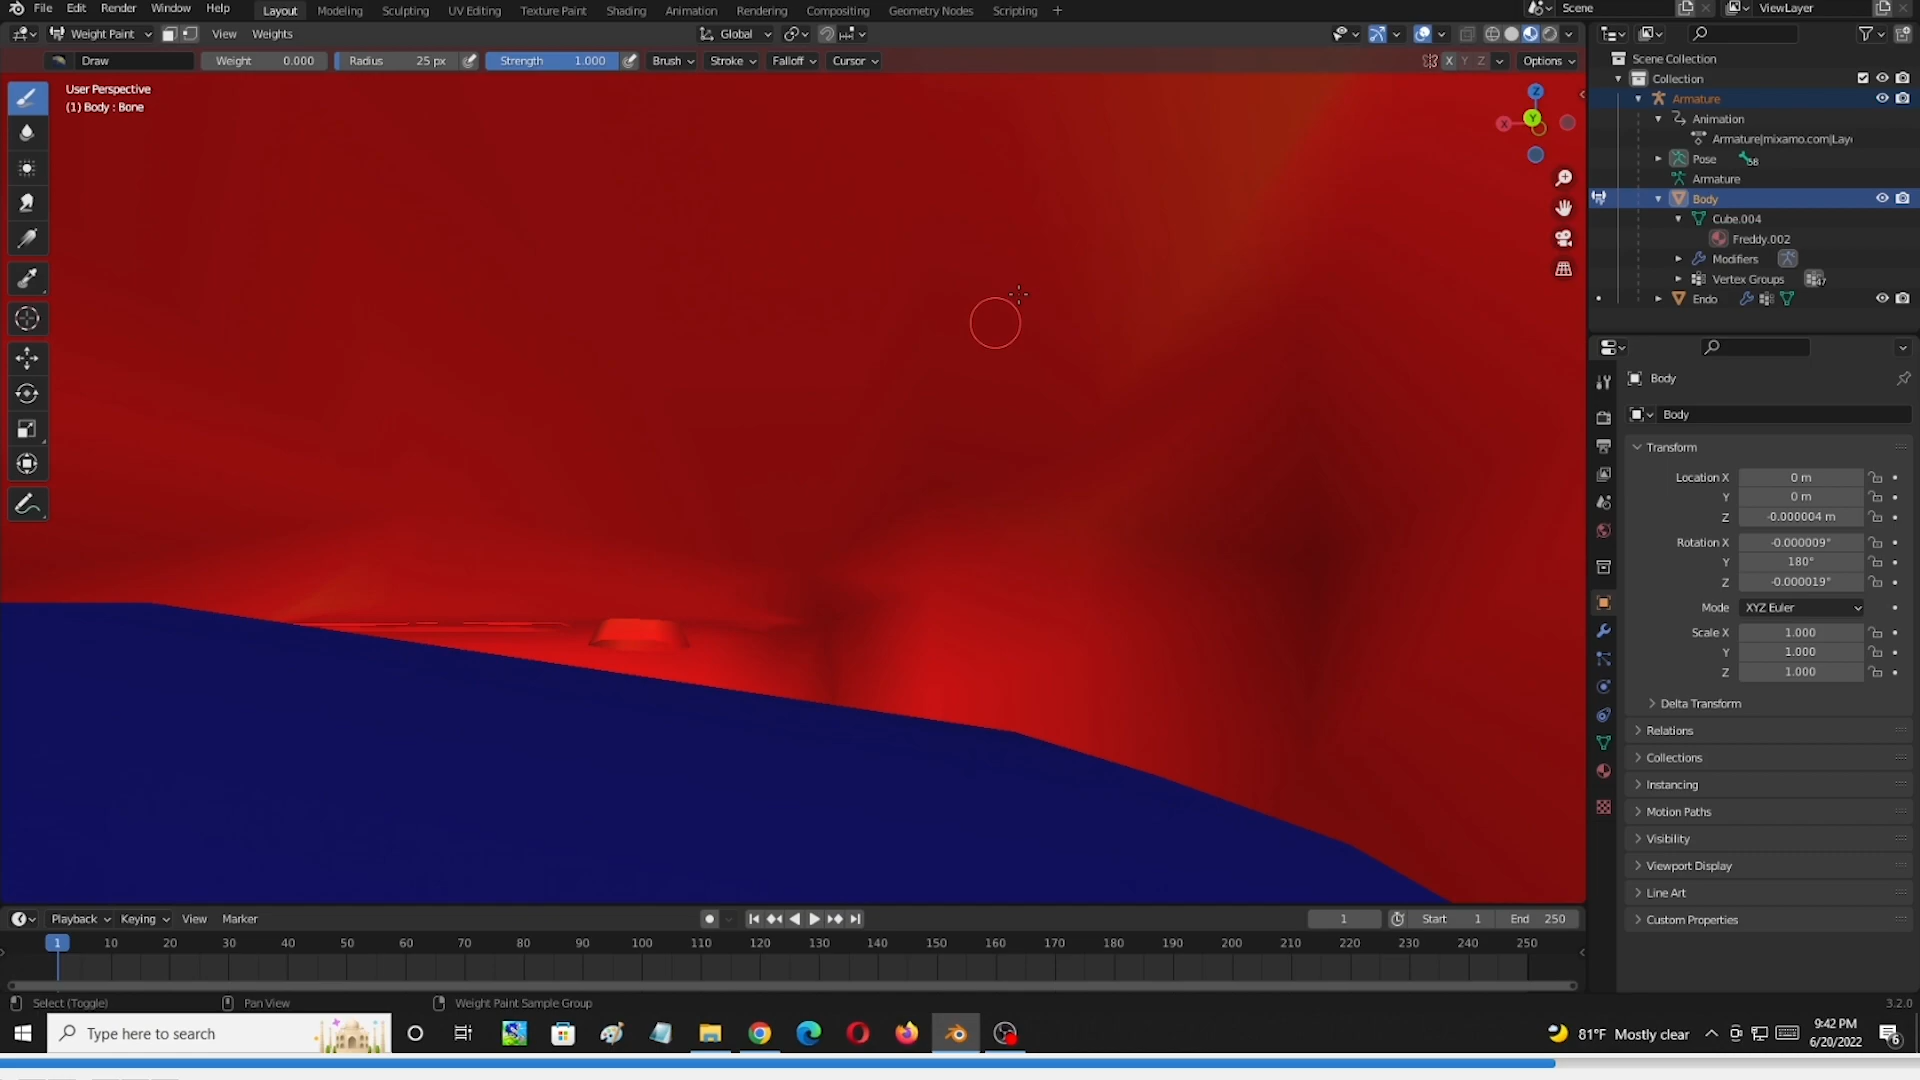 File Edit Render Window Help Layout Modeling Sculpting UV Editing Texture Paint Shading Animation Rendering Compositing Geometry Nodes Scripting + Scene ViewLayer
Weight Paint View Weights Global
Draw Weight 0.000 Radius 25 px Strength 1.000 Brush Stroke Falloff Cursor X Y Z Options
User Perspective
(1) Body : Bone
Z
Y
X
Scene Collection
Collection
Armature
Animation
Armature|mixamo.com|Lay
Pose 58
Armature
Body
Cube.004
Freddy.002
Modifiers
Vertex Groups 47
Endo
Body
Body
Transform
Location X 0 m
Y 0 m
Z -0.000004 m
Rotation X -0.000009°
Y 180°
Z -0.000019°
Mode XYZ Euler
Scale X 1.000
Y 1.000
Z 1.000
Delta Transform
Relations
Collections
Instancing
Motion Paths
Visibility
Viewport Display
Line Art
Custom Properties
Playback Keying View Marker 1 Start 1 End 250
1 10 20 30 40 50 60 70 80 90 100 110 120 130 140 150 160 170 180 190 200 210 220 230 240 250
Select (Toggle) Pan View Weight Paint Sample Group 3.2.0
Type here to search 81°F Mostly clear 9:42 PM
6/20/2022 6